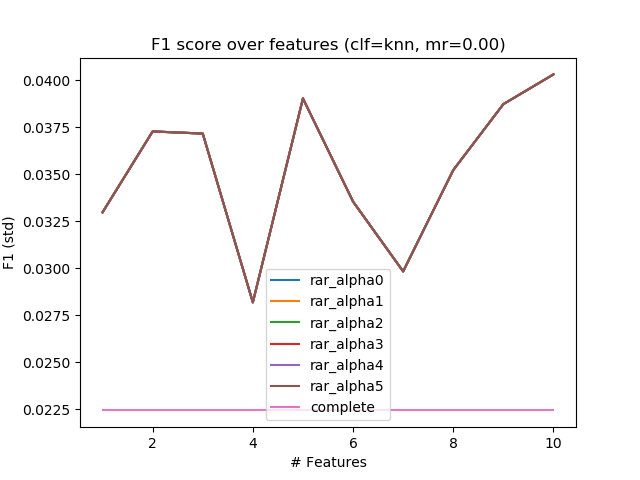 F1 score over features (clf=knn, mr=0.00)
0.0400
0.0375
0.0350
0.0325
0.0300
0.0275
0.0250
0.0225
F1 (std)
rar_alpha0
rar_alpha1
rar_alpha2
rar_alpha3
rar_alpha4
rar_alpha5
complete
2 4 6 8 10
# Features